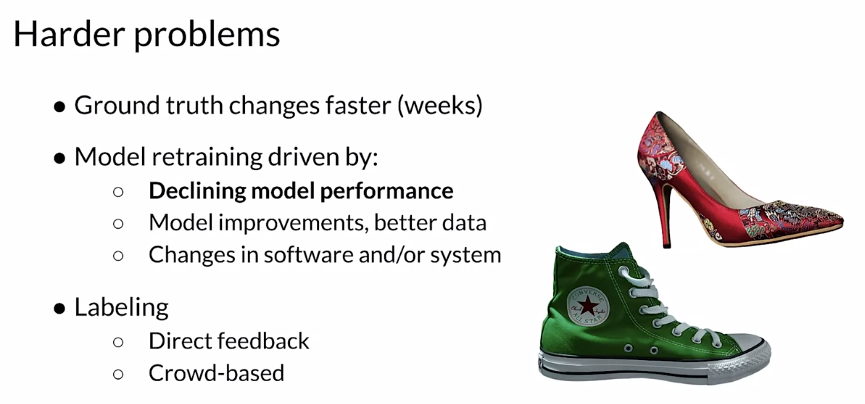 Harder problems
● Ground truth changes faster (weeks)
● Model retraining driven by:
○ Declining model performance
○ Model improvements, better data
○ Changes in software and/or system
● Labeling
○ Direct feedback
○ Crowd-based
CONVERSE
ALL STAR